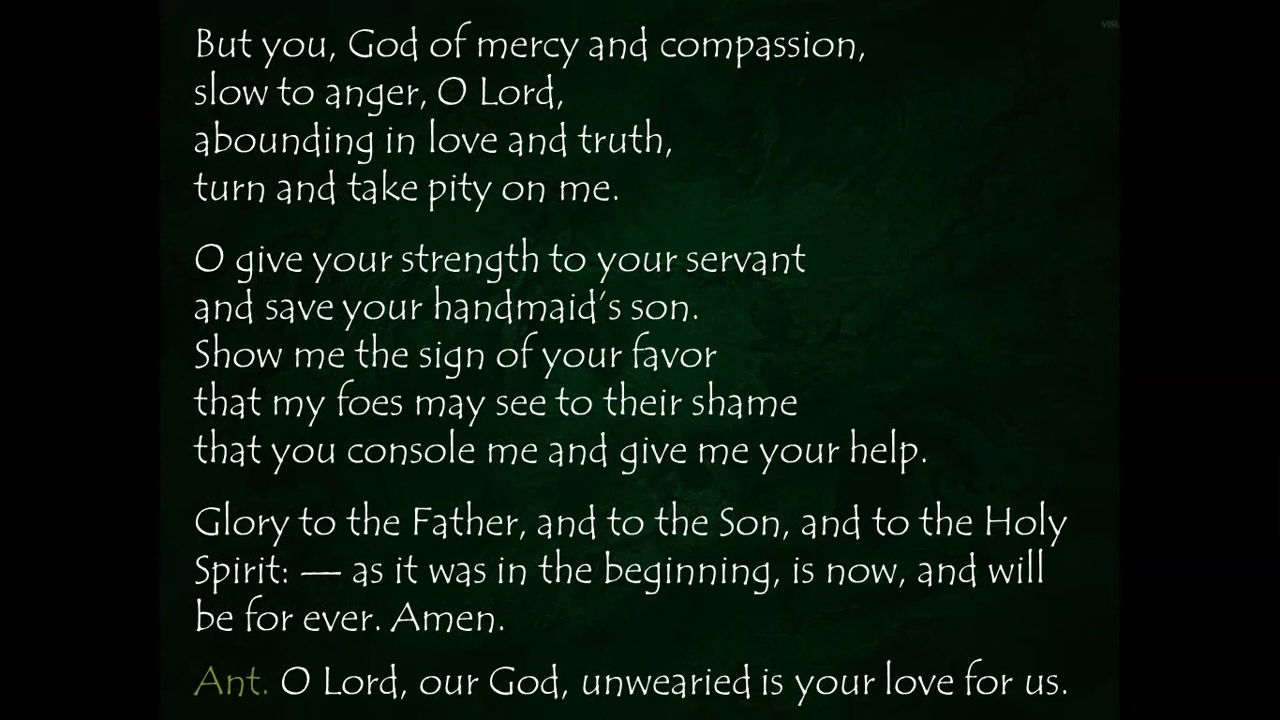 But you, God of mercy and compassion,
slow to anger, O Lord,
abounding in love and truth,
turn and take pity on me.
O give your strength to your servant
and save your handmaid's son.
Show me the sign of your favor
that my foes may see to their shame
that you console me and give me your help.
Glory to the Father, and to the Son, and to the Holy
Spirit: — as it was in the beginning, is now, and will
be for ever. Amen.
Ant. O Lord, our God, unwearied is your love for us.